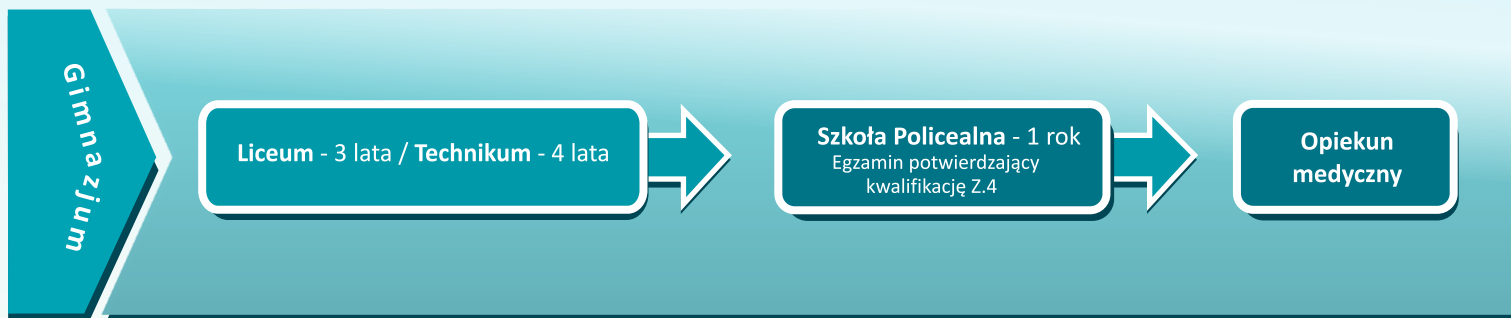 Gimnazjum
Liceum - 3 lata / Technikum - 4 lata
Szkoła Policealna - 1 rok
Egzamin potwierdzający
kwalifikację Z.4
Opiekun
medyczny